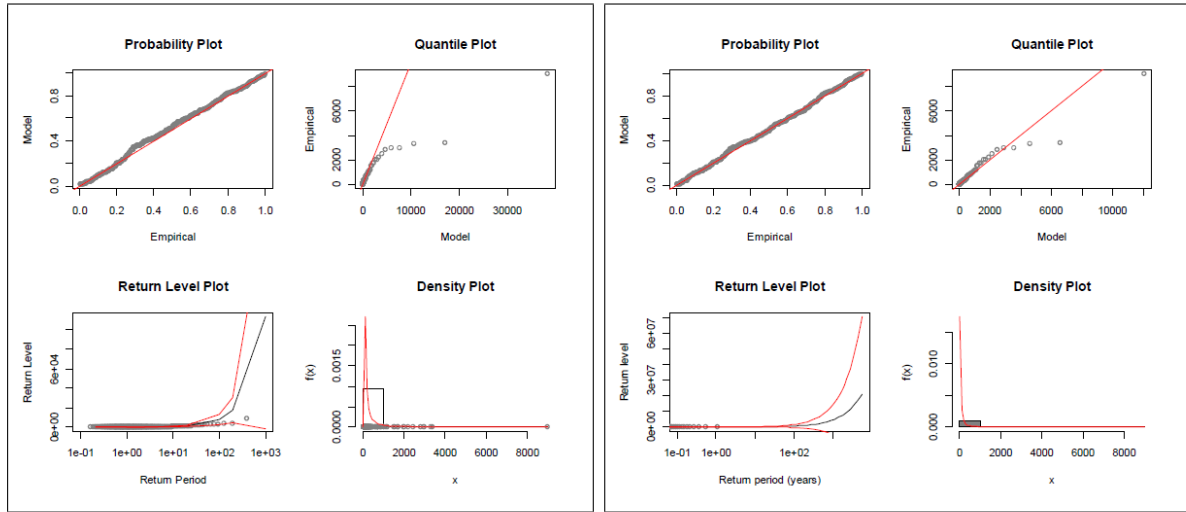 Probability Plot
Model
0.0 0.4 0.8
0.0 0.2 0.4 0.6 0.8 1.0
Empirical
Quantile Plot
Empirical
0 2000 6000
0 10000 20000 30000
Model
Return Level Plot
Return Level
0e+00 6e+04
1e-01 1e+00 1e+01 1e+02 1e+03
Return Period
Density Plot
f(x)
0.0000 0.0015
0 2000 4000 6000 8000
x
Probability Plot
Model
0.0 0.4 0.8
0.0 0.2 0.4 0.6 0.8 1.0
Empirical
Quantile Plot
Empirical
0 2000 6000
0 2000 6000 10000
Model
Return Level Plot
Return level
0e+00 3e+07 6e+07
1e-01 1e+00 1e+02
Return period (years)
Density Plot
f(x)
0.000 0.010
0 2000 4000 6000 8000
x